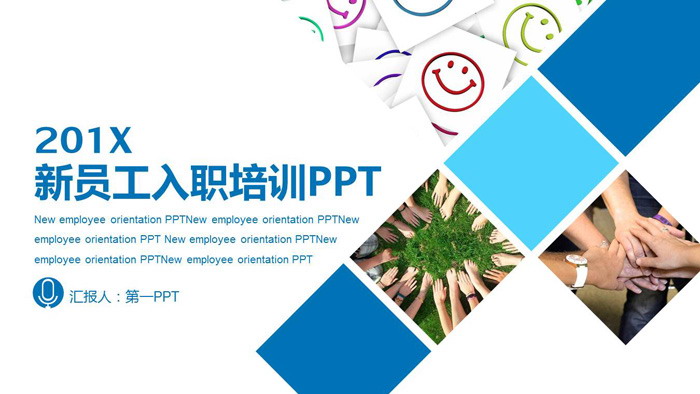 201X
新员工入职培训PPT
New employee orientation PPTNew employee orientation PPTNew
employee orientation PPT New employee orientation PPTNew
employee orientation PPTNew employee orientation PPT
汇报人：第一PPT